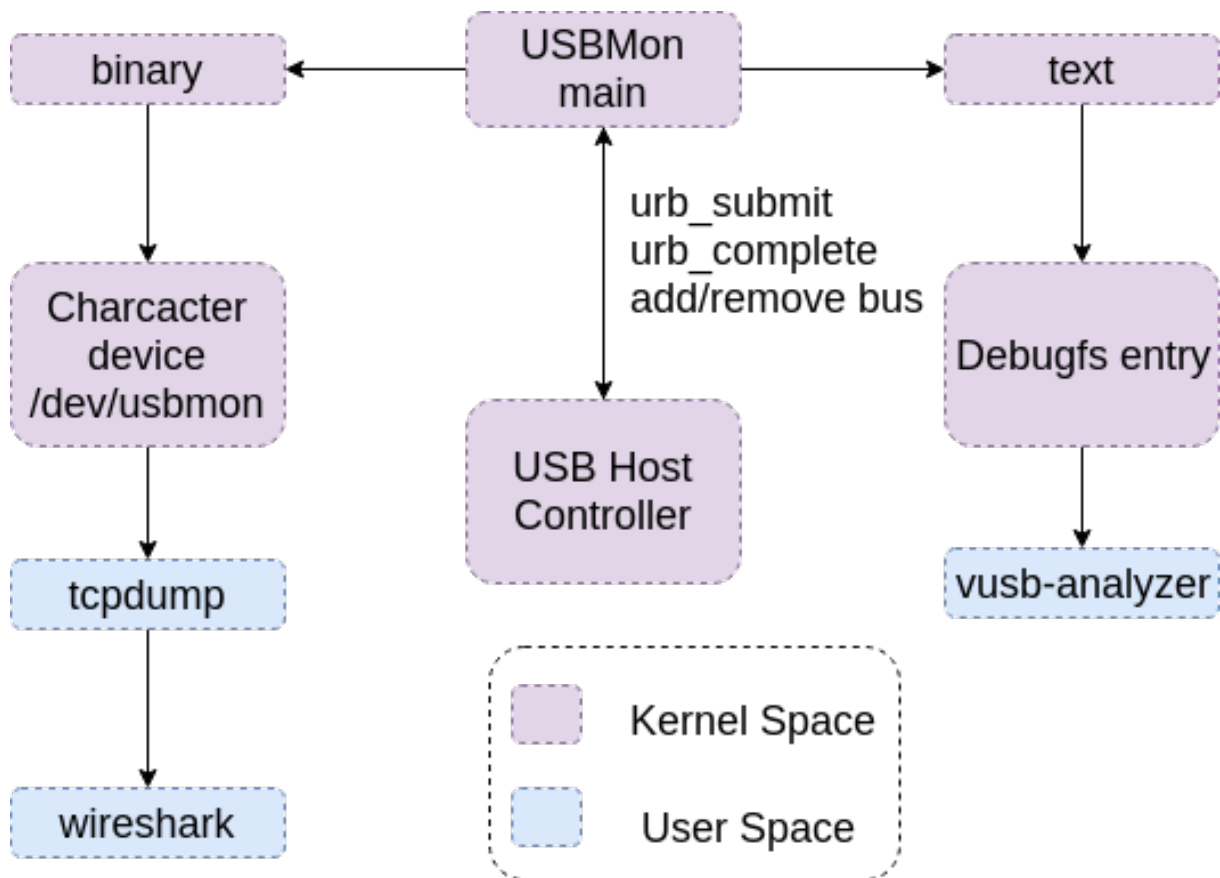 binary
USBMon
main
text
urb_submit
urb_complete
add/remove bus
Charcacter
device
/dev/usbmon
Debugfs entry
USB Host
Controller
tcpdump
vusb-analyzer
wireshark
Kernel Space
User Space